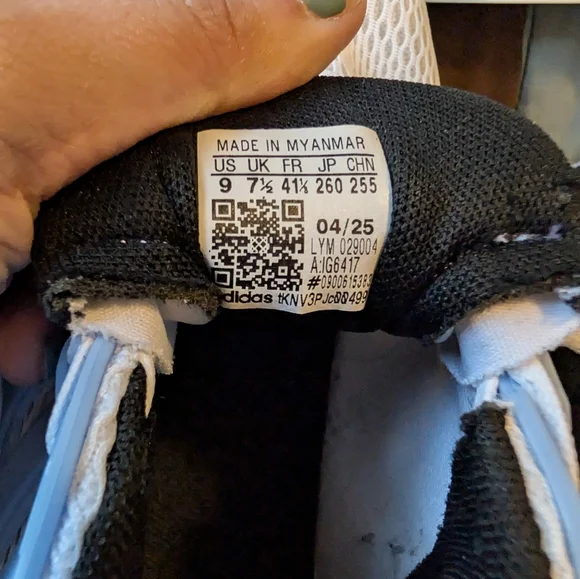 MADE IN MYANMAR
US UK FR JP CHN
9 7½ 41⅓ 260 255
04/25
LYM 029004
A:IG6417
#0900615383
adidas